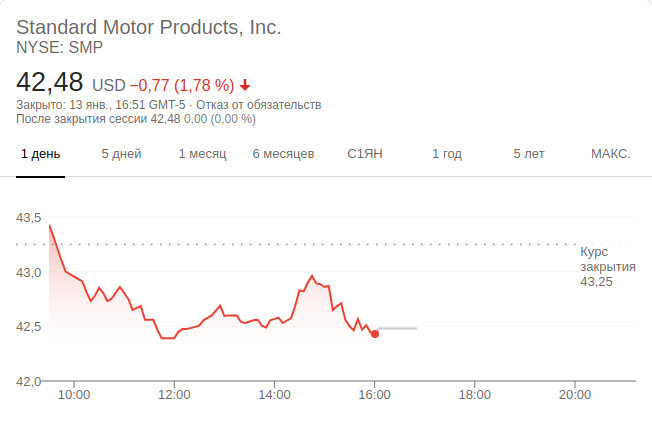 Standard Motor Products, Inc.
NYSE: SMP
42,48 USD −0,77 (1,78 %)
Закрыто: 13 янв., 16:51 GMT-5 · Отказ от обязательств
После закрытия сессии 42,48 0,00 (0,00 %)
1 день 5 дней 1 месяц 6 месяцев С1ЯН 1 год 5 лет МАКС.
43,5
Курс
закрытия
43,25
43,0
42,5
42,0
10:00 12:00 14:00 16:00 18:00 20:00